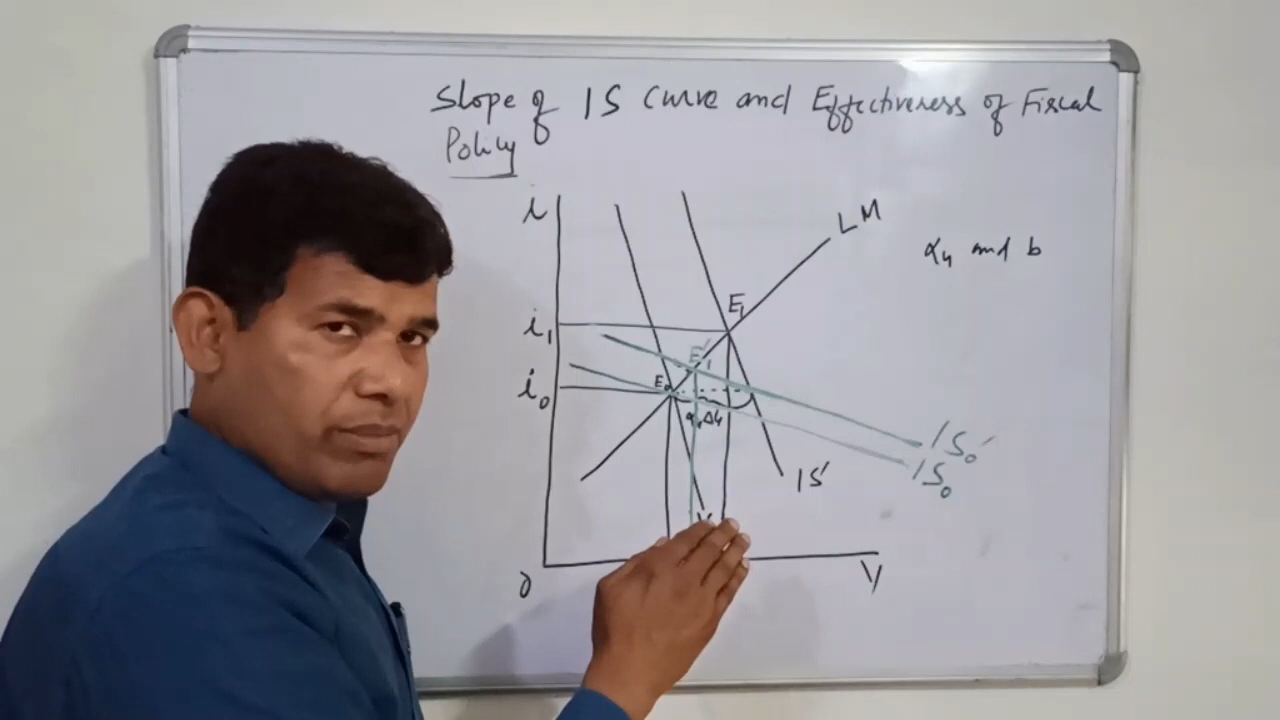 Slope of IS Curve and Effectiveness of Fiscal
Policy
i
LM
α₄ and b
E₁
i₁
E₁′
i₀
E₀
IS₀′
IS₀
IS′
0
Y